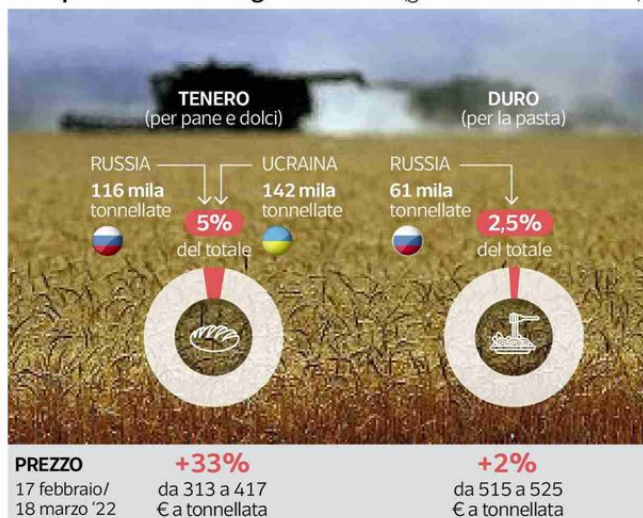 TENERO
(per pane e dolci)
DURO
(per la pasta)
RUSSIA
116 mila
tonnellate
UCRAINA
142 mila
tonnellate
5%
del totale
RUSSIA
61 mila
tonnellate
2,5%
del totale
PREZZO
17 febbraio/
18 marzo '22
+33%
da 313 a 417
€ a tonnellata
+2%
da 515 a 525
€ a tonnellata